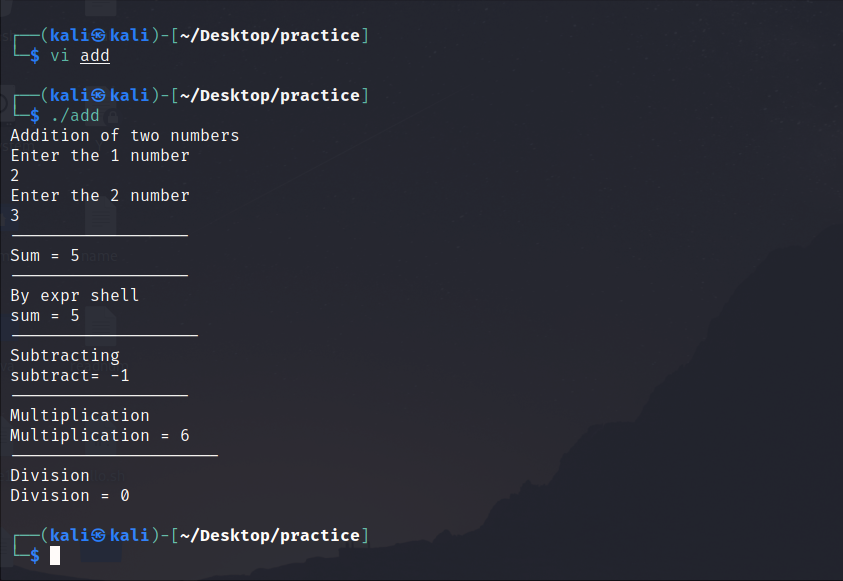 ┌──(kali㉿kali)-[~/Desktop/practice]
└─$ vi add
┌──(kali㉿kali)-[~/Desktop/practice]
└─$ ./add
Addition of two numbers
Enter the 1 number
2
Enter the 2 number
3
——————————————————
Sum = 5
——————————————————
By expr shell
sum = 5
———————————————————
Subtracting
subtract= -1
——————————————————
Multiplication
Multiplication = 6
—————————————————————
Division
Division = 0
┌──(kali㉿kali)-[~/Desktop/practice]
└─$